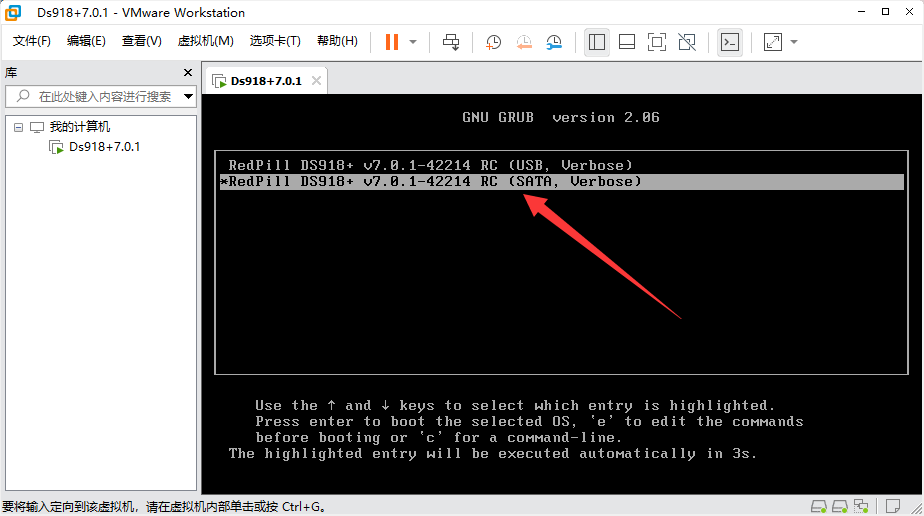 Ds918+7.0.1 - VMware Workstation
文件(F) 编辑(E) 查看(V) 虚拟机(M) 选项卡(T) 帮助(H)
库
在此处键入内容进行搜索
我的计算机
Ds918+7.0.1
Ds918+7.0.1
GNU GRUB version 2.06
RedPill DS918+ v7.0.1-42214 RC (USB, Verbose)
*RedPill DS918+ v7.0.1-42214 RC (SATA, Verbose)
Use the ↑ and ↓ keys to select which entry is highlighted.
Press enter to boot the selected OS, `e' to edit the commands
before booting or `c' for a command-line.
The highlighted entry will be executed automatically in 3s.
要将输入定向到该虚拟机，请在虚拟机内部单击或按 Ctrl+G。